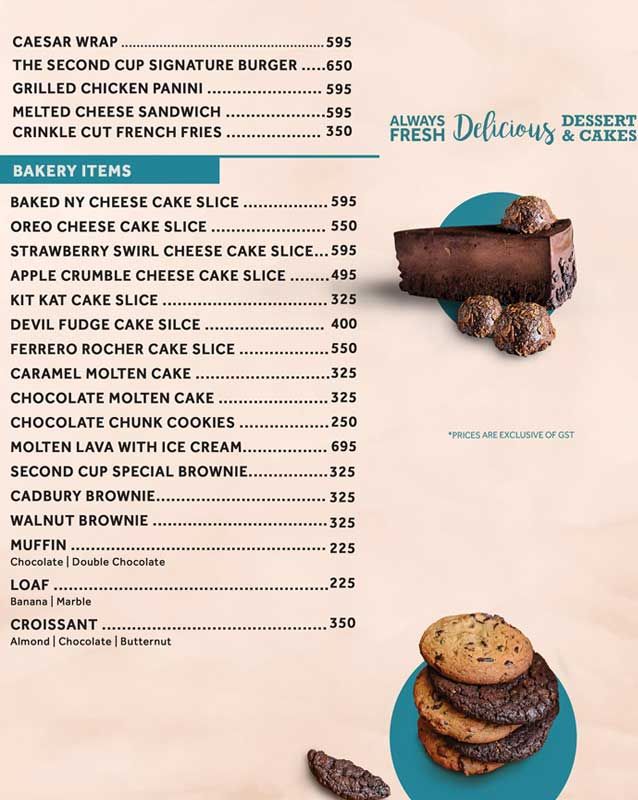 CAESAR WRAP ........................................................ 595
THE SECOND CUP SIGNATURE BURGER .....650
GRILLED CHICKEN PANINI ........................... 595
MELTED CHEESE SANDWICH ........................595
CRINKLE CUT FRENCH FRIES ...................... 350
ALWAYS FRESH Delicious DESSERT & CAKES
BAKERY ITEMS
BAKED NY CHEESE CAKE SLICE .................... 595
OREO CHEESE CAKE SLICE ............................ 550
STRAWBERRY SWIRL CHEESE CAKE SLICE... 595
APPLE CRUMBLE CHEESE CAKE SLICE .........495
KIT KAT CAKE SLICE ........................................ 325
DEVIL FUDGE CAKE SILCE ............................ 400
FERRERO ROCHER CAKE SLICE ......................550
CARAMEL MOLTEN CAKE .................................325
CHOCOLATE MOLTEN CAKE ...........................325
CHOCOLATE CHUNK COOKIES ......................250
MOLTEN LAVA WITH ICE CREAM.................... 695
SECOND CUP SPECIAL BROWNIE................... 325
CADBURY BROWNIE......................................... 325
WALNUT BROWNIE .......................................... 325
MUFFIN .............................................................. 225
Chocolate | Double Chocolate
LOAF ...................................................................225
Banana | Marble
CROISSANT ....................................................... 350
Almond | Chocolate | Butternut
*PRICES ARE EXCLUSIVE OF GST